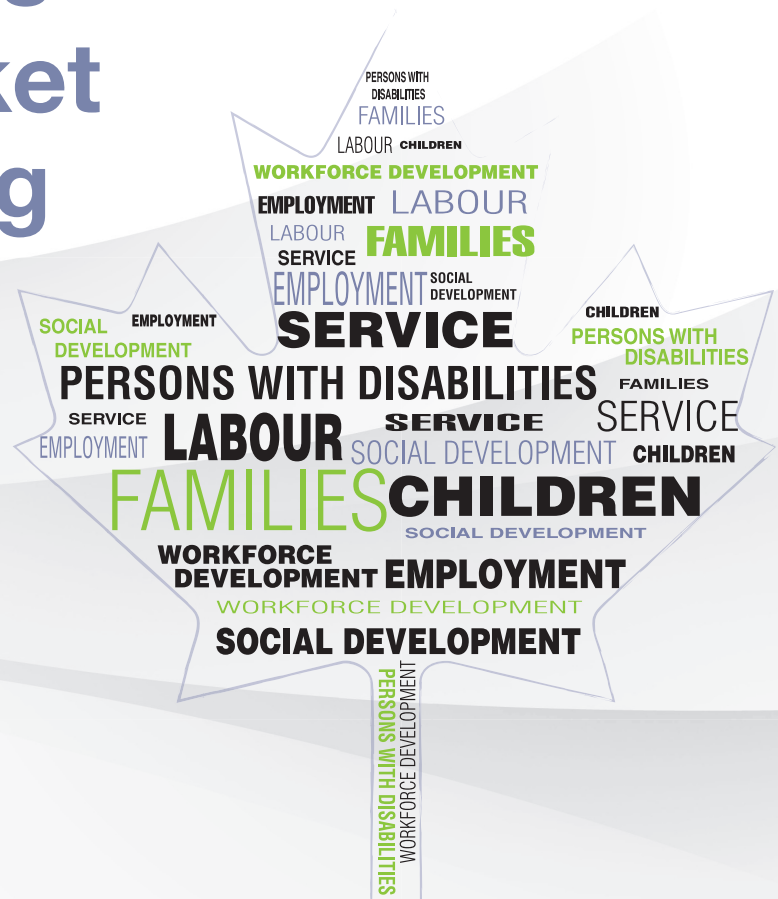 ket
g
PERSONS WITH
DISABILITIES
FAMILIES
LABOUR CHILDREN
WORKFORCE DEVELOPMENT
EMPLOYMENT LABOUR
LABOUR FAMILIES
SERVICE
EMPLOYMENT SOCIAL
DEVELOPMENT
SOCIAL EMPLOYMENT SERVICE CHILDREN
DEVELOPMENT PERSONS WITH
DISABILITIES
PERSONS WITH DISABILITIES FAMILIES
SERVICE LABOUR SERVICE SERVICE
EMPLOYMENT SOCIAL DEVELOPMENT CHILDREN
FAMILIES CHILDREN
SOCIAL DEVELOPMENT
WORKFORCE
DEVELOPMENT EMPLOYMENT
WORKFORCE DEVELOPMENT
SOCIAL DEVELOPMENT
PERSONS WITH DISABILITIES
WORKFORCE DEVELOPMENT